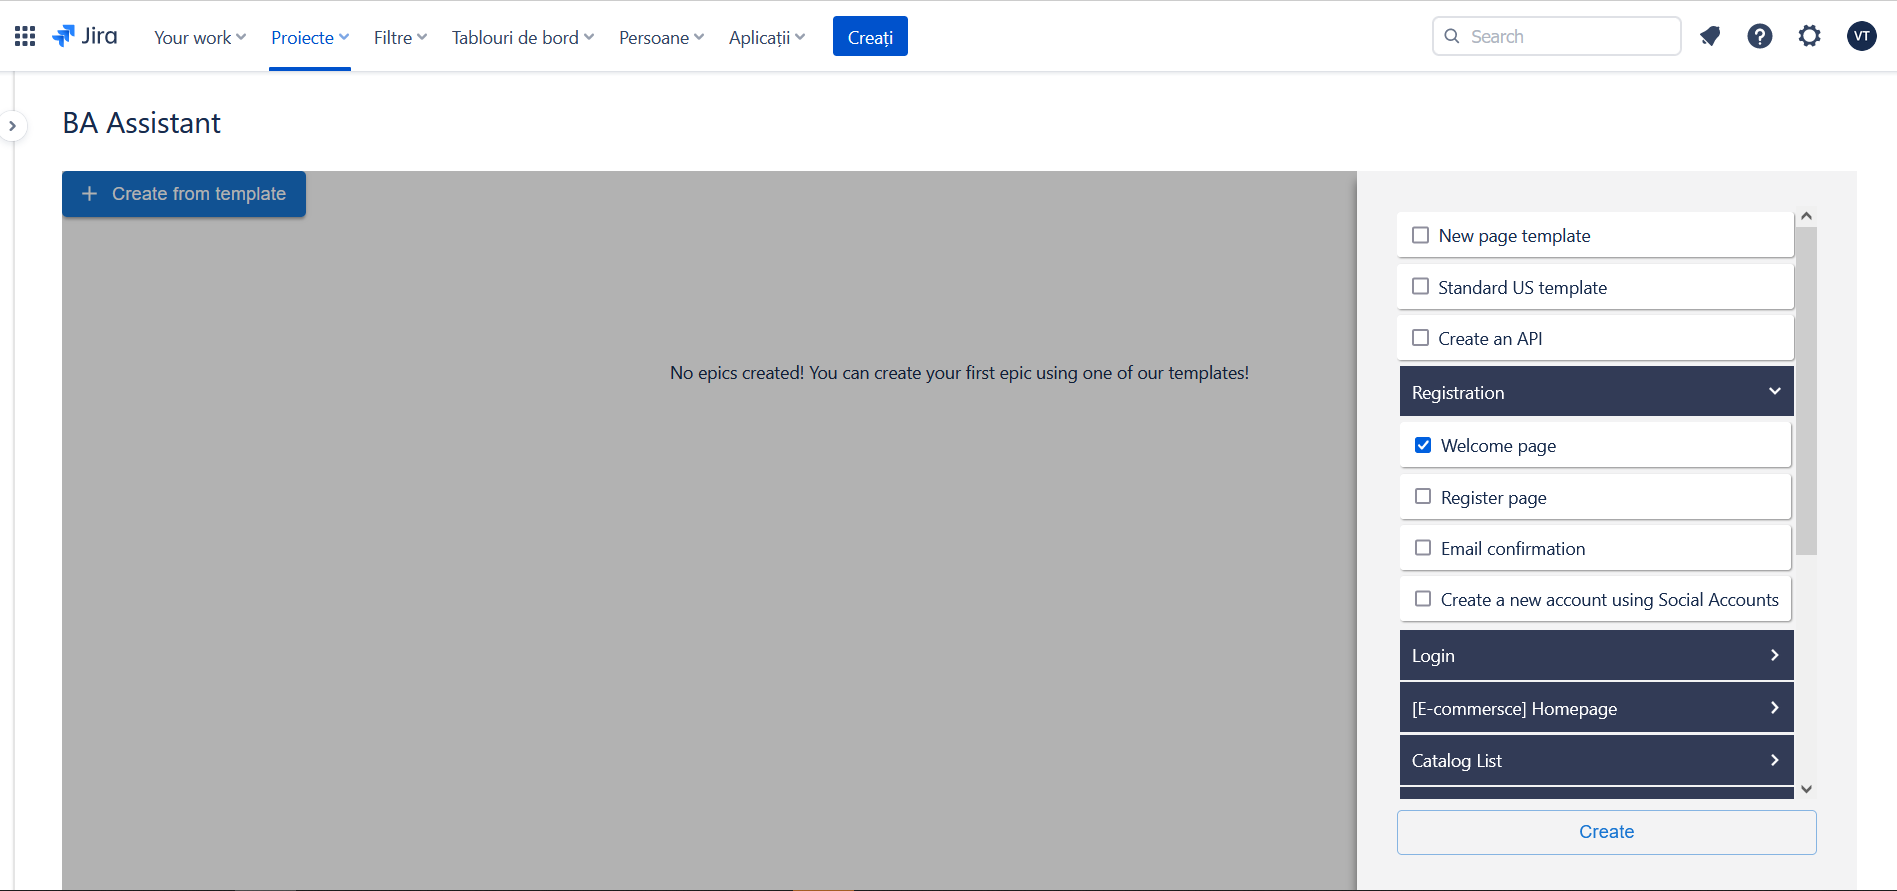 Jira
Your work
Proiecte
Filtre
Tablouri de bord
Persoane
Aplicații
Creați
Search
VT
BA Assistant
Create from template
No epics created! You can create your first epic using one of our templates!
New page template
Standard US template
Create an API
Registration
Welcome page
Register page
Email confirmation
Create a new account using Social Accounts
Login
[E-commersce] Homepage
Catalog List
Create